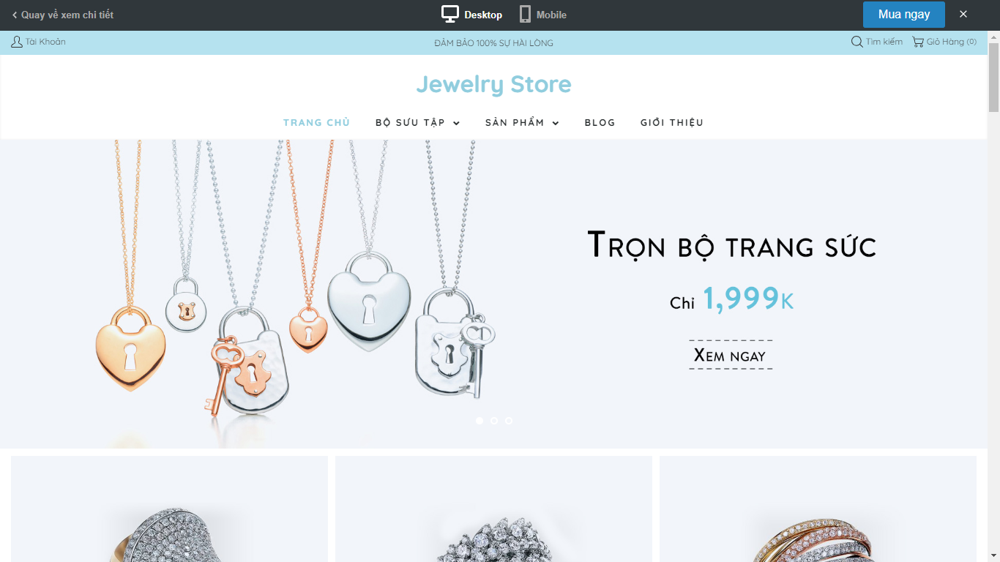 Quay về xem chi tiết
Desktop
Mobile
Mua ngay
Tài Khoản
ĐẢM BẢO 100% SỰ HÀI LÒNG
Tìm kiếm
Giỏ Hàng (0)
Jewelry Store
TRANG CHỦ
BỘ SƯU TẬP
SẢN PHẨM
BLOG
GIỚI THIỆU
TRỌN BỘ TRANG SỨC
CHỈ 1,999K
XEM NGAY